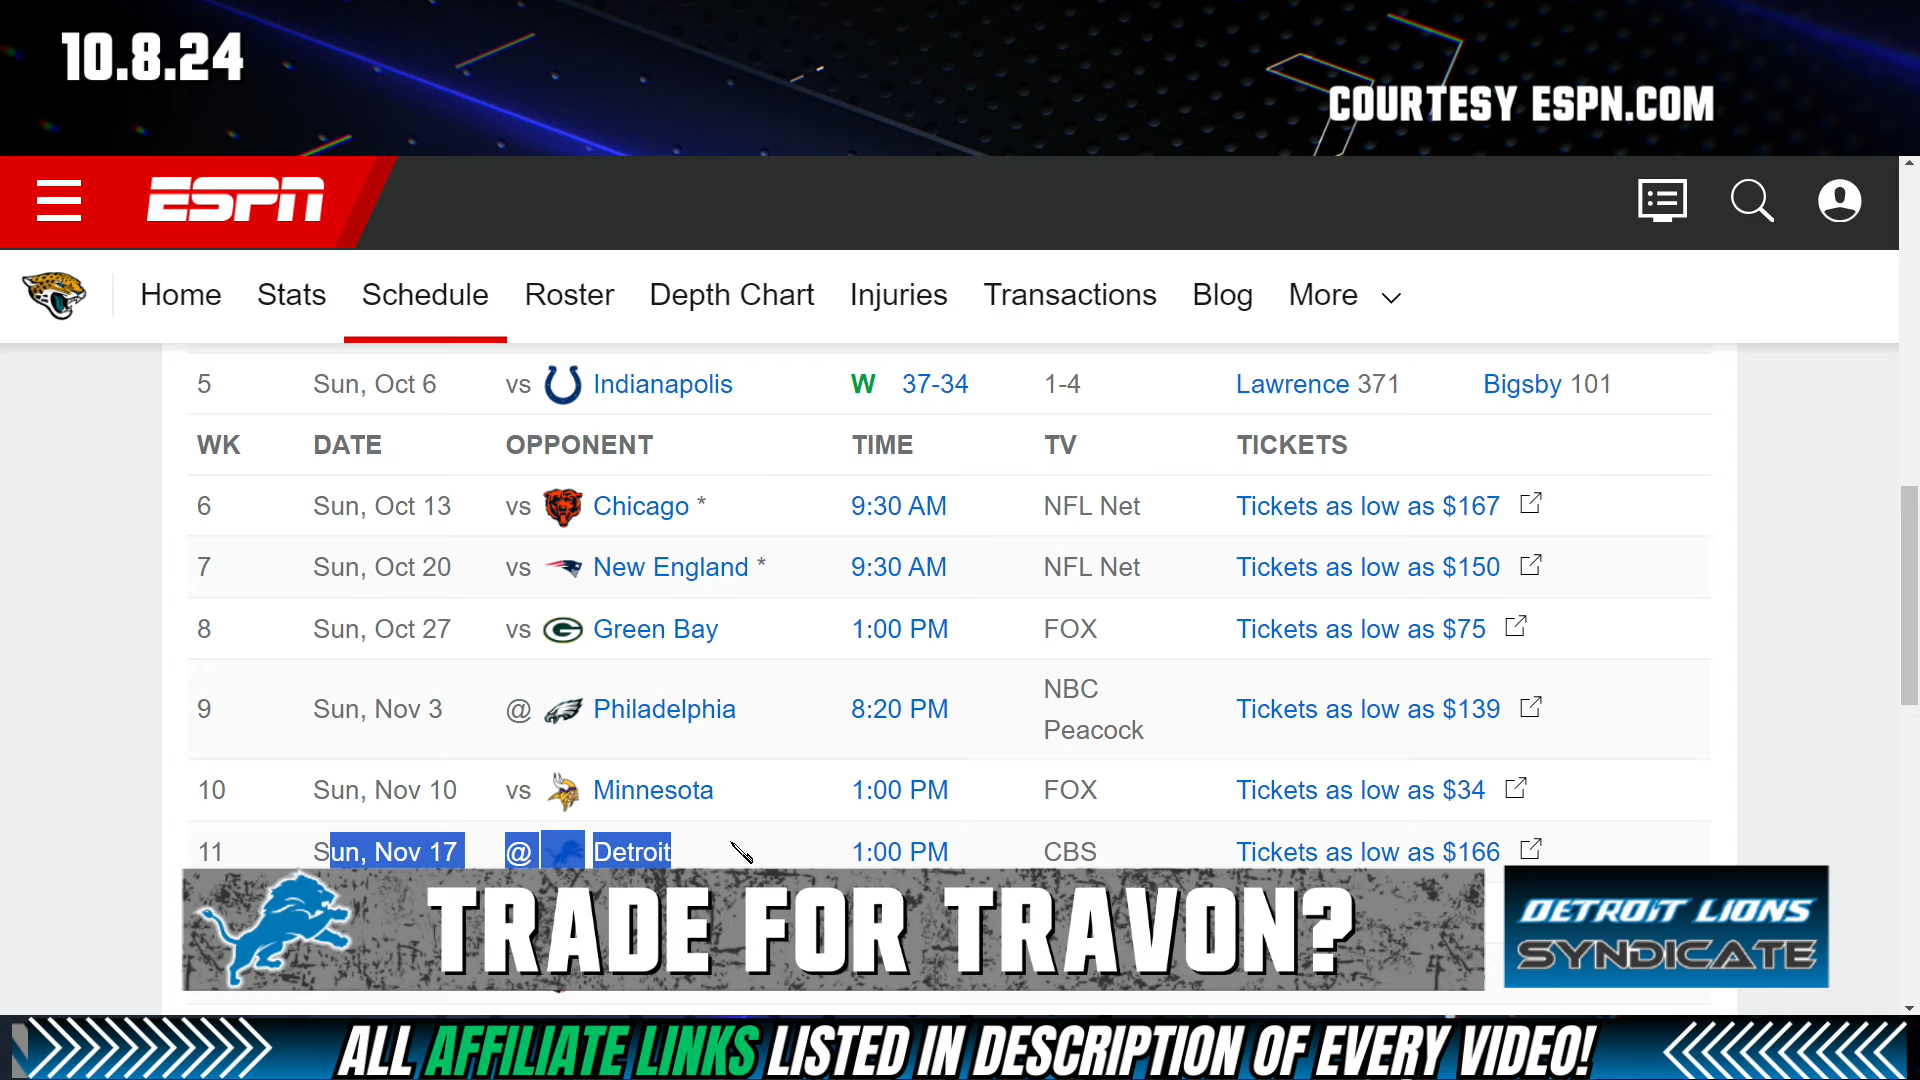 10.8.24
COURTESY ESPN.COM
ESPN
Home Stats Schedule Roster Depth Chart Injuries Transactions Blog More
5 Sun, Oct 6 vs Indianapolis W 37-34 1-4 Lawrence 371 Bigsby 101
WK DATE OPPONENT TIME TV TICKETS
6 Sun, Oct 13 vs Chicago * 9:30 AM NFL Net Tickets as low as $167
7 Sun, Oct 20 vs New England * 9:30 AM NFL Net Tickets as low as $150
8 Sun, Oct 27 vs Green Bay 1:00 PM FOX Tickets as low as $75
9 Sun, Nov 3 @ Philadelphia 8:20 PM NBC Peacock Tickets as low as $139
10 Sun, Nov 10 vs Minnesota 1:00 PM FOX Tickets as low as $34
11 Sun, Nov 17 @ Detroit 1:00 PM CBS Tickets as low as $166
TRADE FOR TRAVON?
DETROIT LIONS
SYNDICATE
ALL AFFILIATE LINKS LISTED IN DESCRIPTION OF EVERY VIDEO!